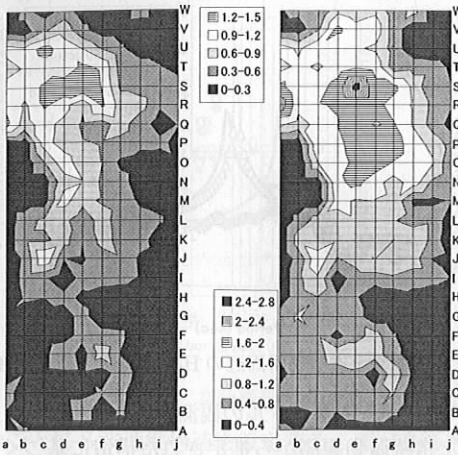 W
V
U
T
S
R
Q
P
O
N
M
L
K
J
I
H
G
F
E
D
C
B
A
a b c d e f g h i j
1.2-1.5
0.9-1.2
0.6-0.9
0.3-0.6
0-0.3
2.4-2.8
2-2.4
1.6-2
1.2-1.6
0.8-1.2
0.4-0.8
0-0.4
W
V
U
T
S
R
Q
P
O
N
M
L
K
J
I
H
G
F
E
D
C
B
A
a b c d e f g h i j